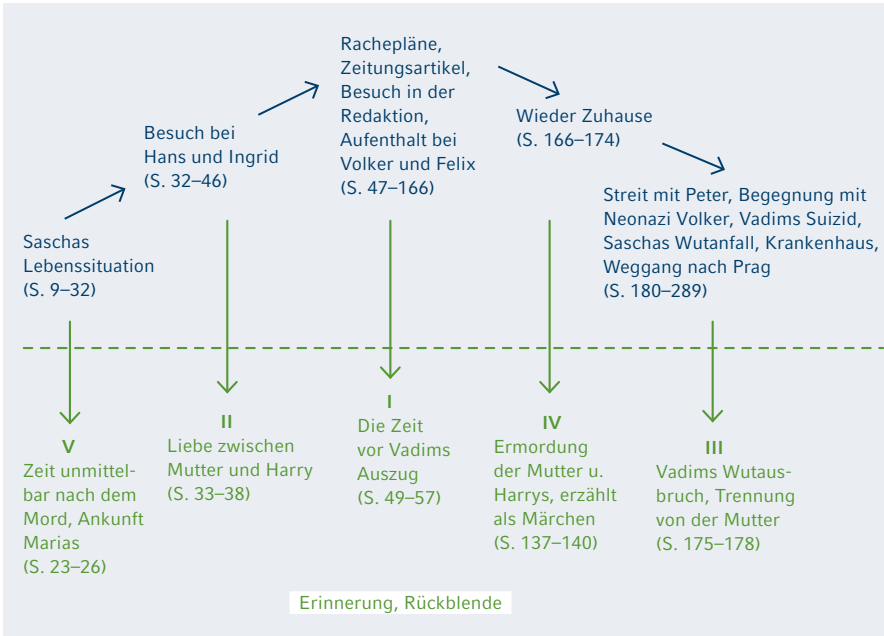 Saschas
Lebenssituation
(S. 9–32)
Besuch bei
Hans und Ingrid
(S. 32–46)
Rachepläne,
Zeitungsartikel,
Besuch in der
Redaktion,
Aufenthalt bei
Volker und Felix
(S. 47–166)
Wieder Zuhause
(S. 166–174)
Streit mit Peter, Begegnung mit
Neonazi Volker, Vadims Suizid,
Saschas Wutanfall, Krankenhaus,
Weggang nach Prag
(S. 180–289)
V
Zeit unmittel-
bar nach dem
Mord, Ankunft
Marias
(S. 23–26)
II
Liebe zwischen
Mutter und Harry
(S. 33–38)
I
Die Zeit
vor Vadims
Auszug
(S. 49–57)
IV
Ermordung
der Mutter u.
Harrys, erzählt
als Märchen
(S. 137–140)
III
Vadims Wutaus-
bruch, Trennung
von der Mutter
(S. 175–178)
Erinnerung, Rückblende